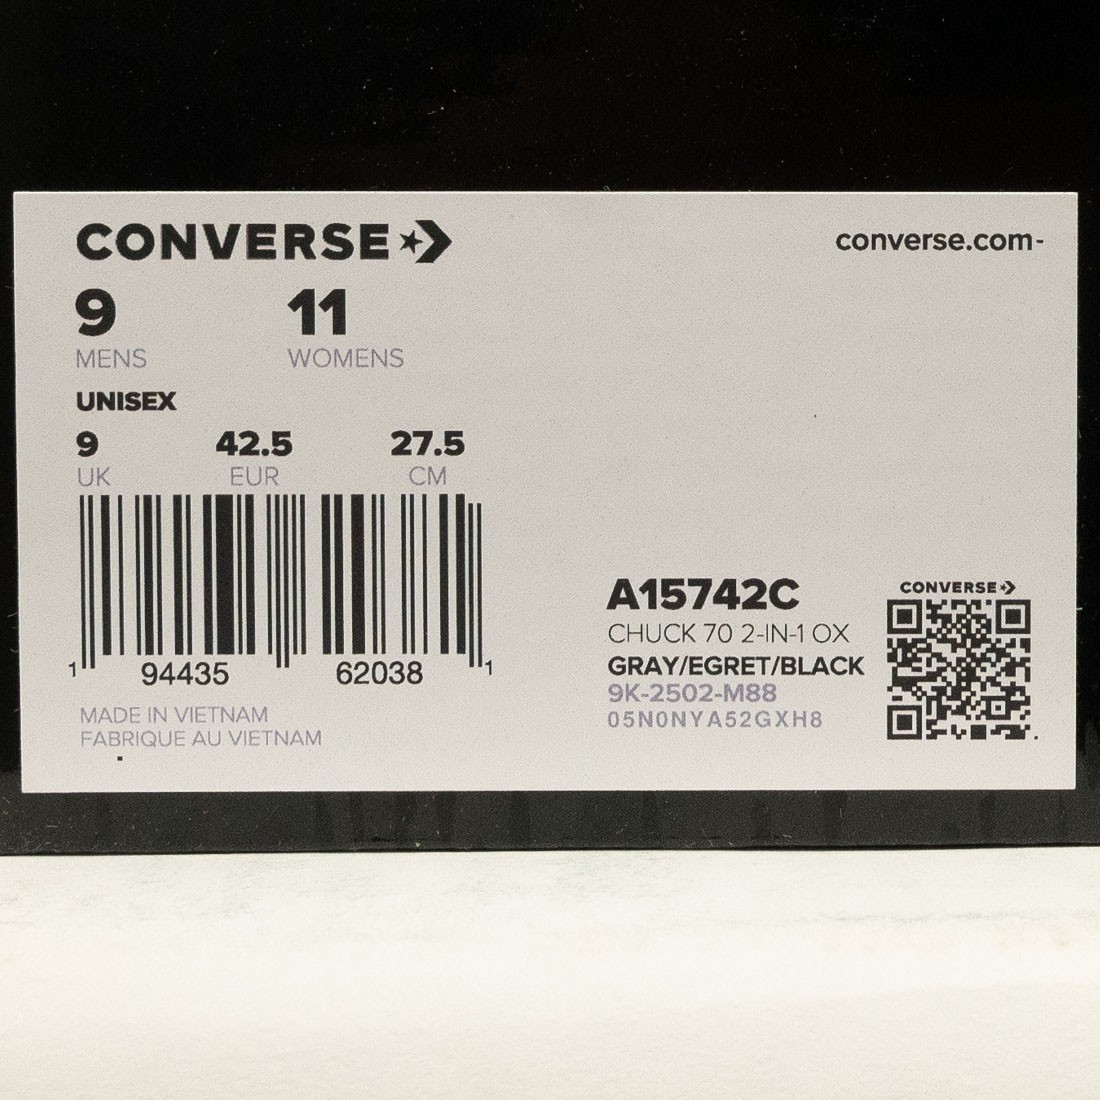 CONVERSE
converse.com-
9 11
MENS WOMENS
UNISEX
9 42.5 27.5
UK EUR CM
1 94435 62038 1
MADE IN VIETNAM
FABRIQUE AU VIETNAM
A15742C
CHUCK 70 2-IN-1 OX
GRAY/EGRET/BLACK
9K-2502-M88
05N0NYA52GXH8
CONVERSE